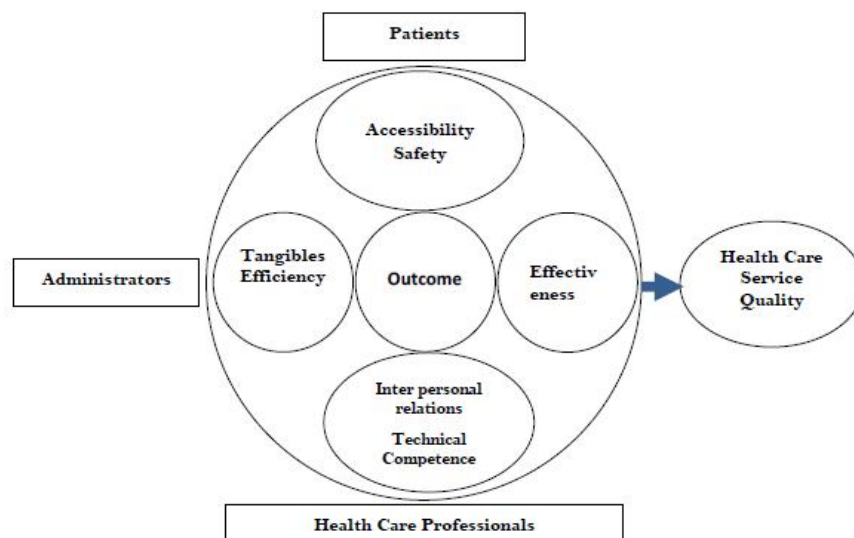 Patients
Accessibility
Safety
Tangibles
Efficiency
Outcome
Effectiv
eness
Administrators
Health Care
Service
Quality
Inter personal
relations
Technical
Competence
Health Care Professionals